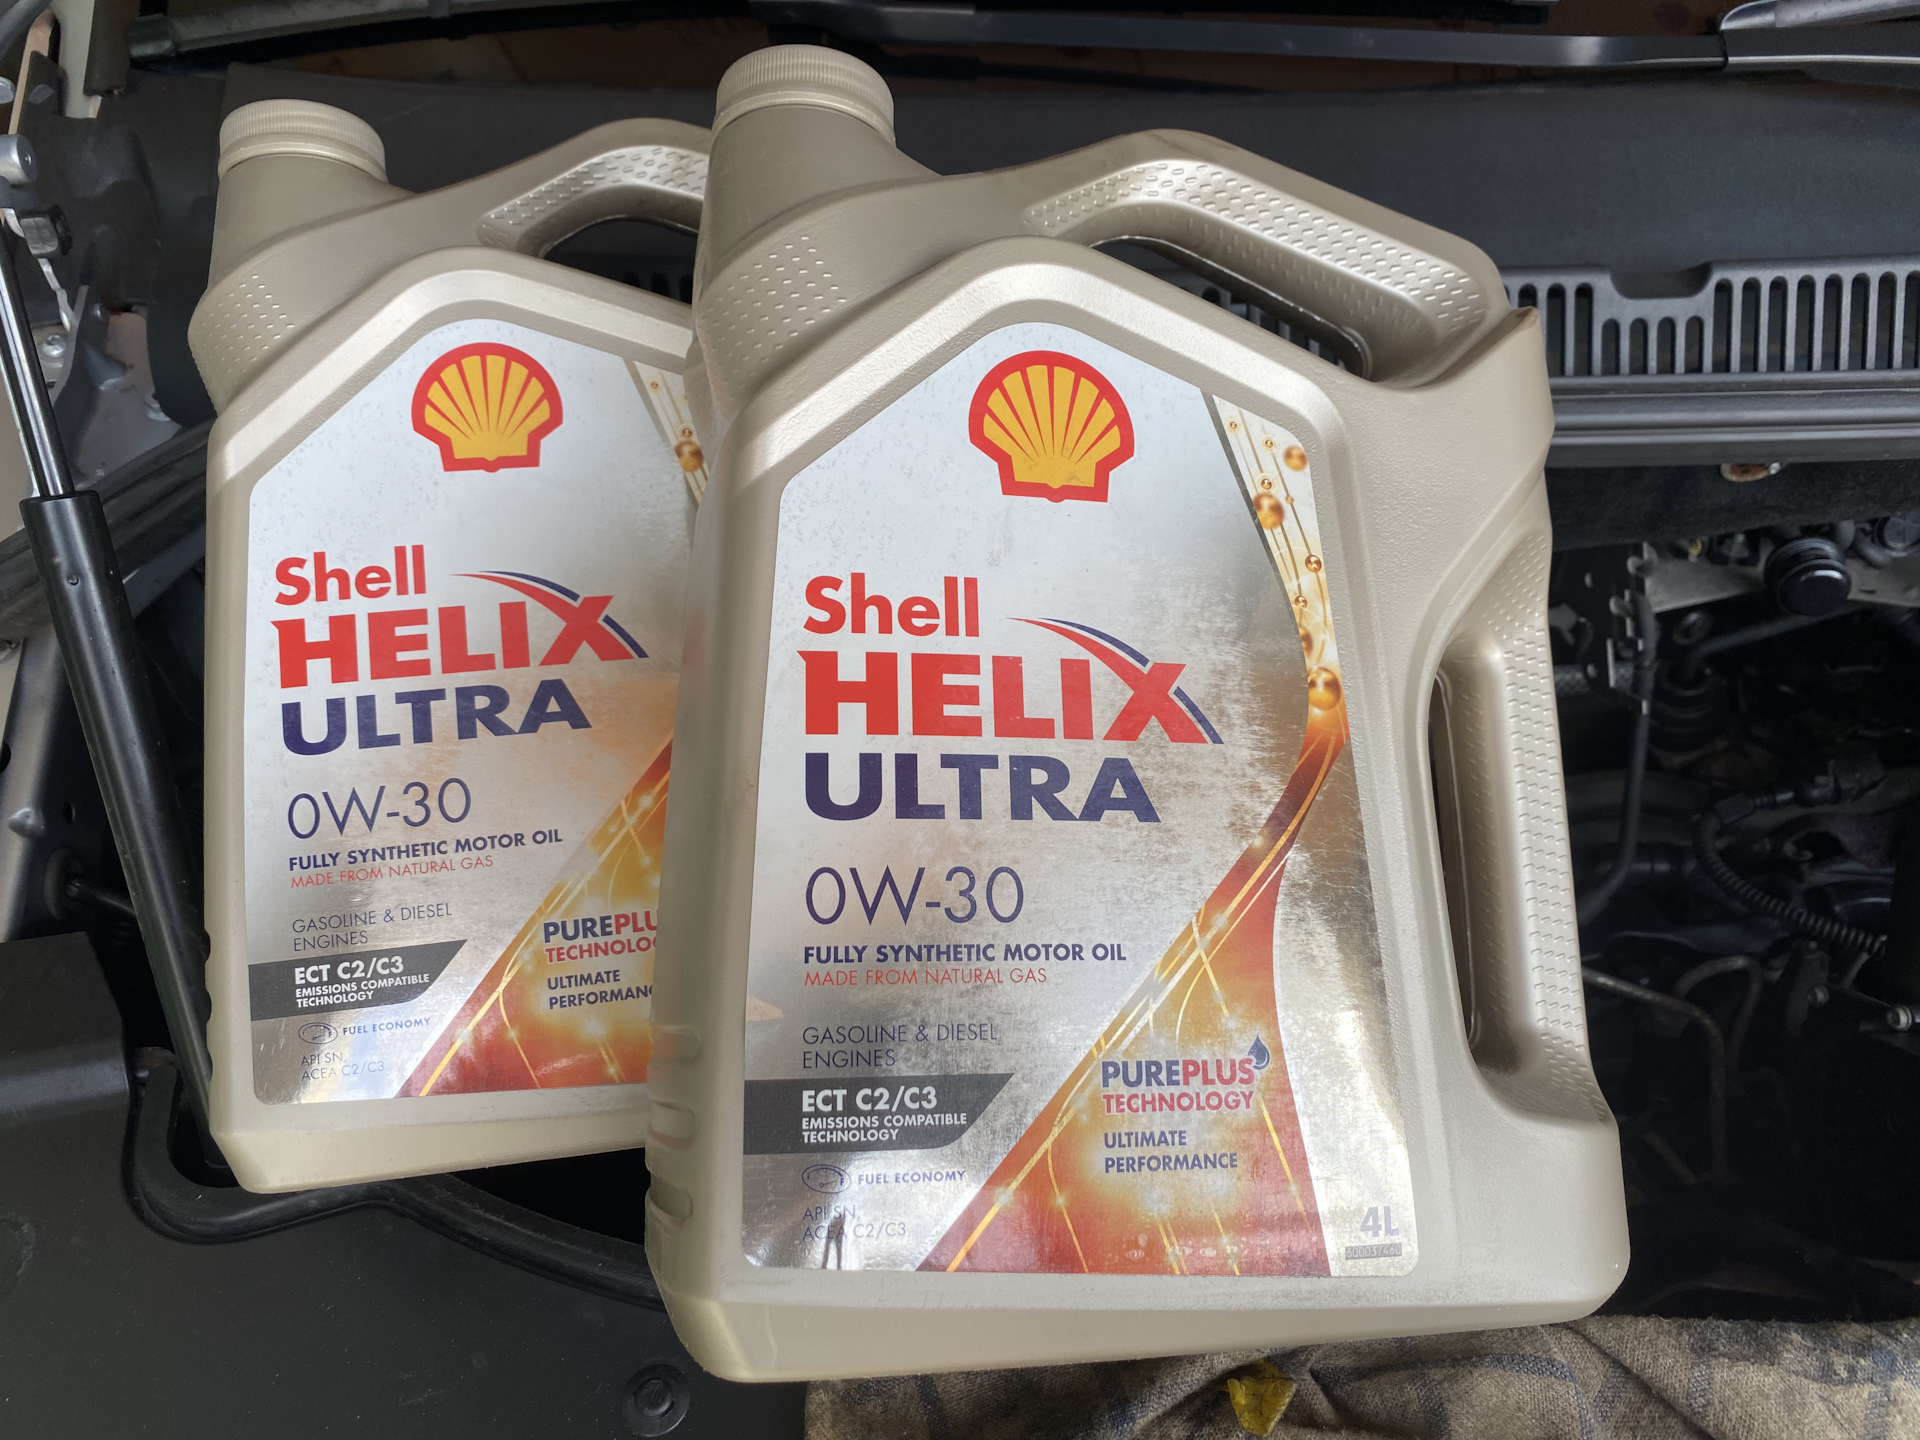 Shell
HELIX
ULTRA
0W-30
FULLY SYNTHETIC MOTOR OIL
MADE FROM NATURAL GAS
GASOLINE & DIESEL
ENGINES
ECT C2/C3
EMISSIONS COMPATIBLE
TECHNOLOGY
FUEL ECONOMY
API SN,
ACEA C2/C3
PUREPLU
TECHNOLO
ULTIMATE
PERFORMAN
Shell
HELIX
ULTRA
0W-30
FULLY SYNTHETIC MOTOR OIL
MADE FROM NATURAL GAS
GASOLINE & DIESEL
ENGINES
ECT C2/C3
EMISSIONS COMPATIBLE
TECHNOLOGY
FUEL ECONOMY
API SN,
ACEA C2/C3
PUREPLUS
TECHNOLOGY
ULTIMATE
PERFORMANCE
4L